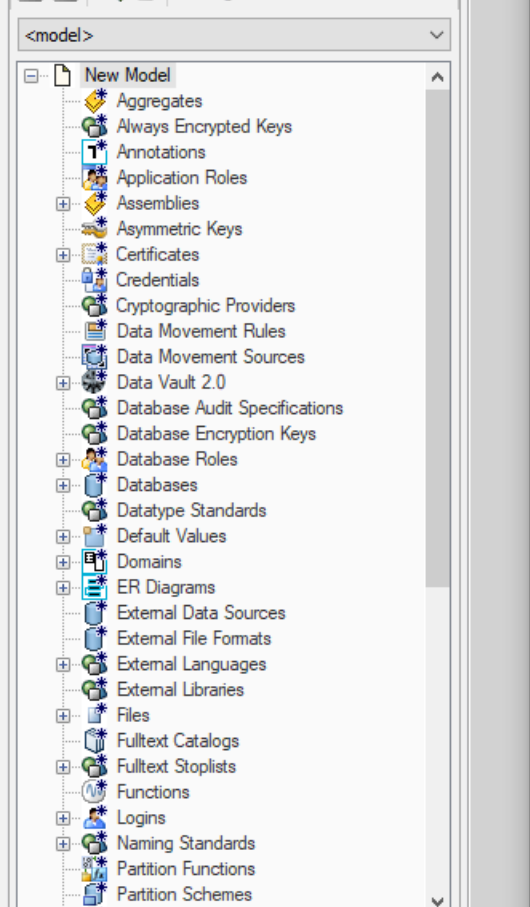 <model>
New Model
Aggregates
Always Encrypted Keys
Annotations
Application Roles
Assemblies
Asymmetric Keys
Certificates
Credentials
Cryptographic Providers
Data Movement Rules
Data Movement Sources
Data Vault 2.0
Database Audit Specifications
Database Encryption Keys
Database Roles
Databases
Datatype Standards
Default Values
Domains
ER Diagrams
External Data Sources
External File Formats
External Languages
External Libraries
Files
Fulltext Catalogs
Fulltext Stoplists
Functions
Logins
Naming Standards
Partition Functions
Partition Schemes